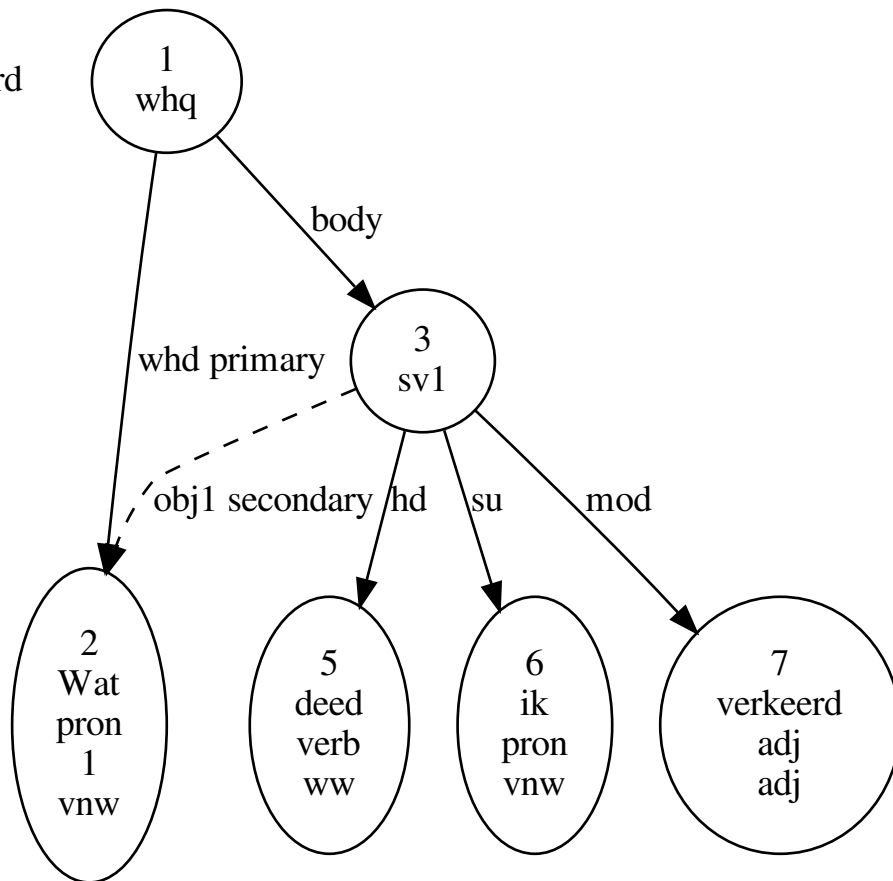 rd
1
whq
body
whd primary
3
sv1
obj1 secondary
hd
su
mod
2
Wat
pron
1
vnw
5
deed
verb
ww
6
ik
pron
vnw
7
verkeerd
adj
adj